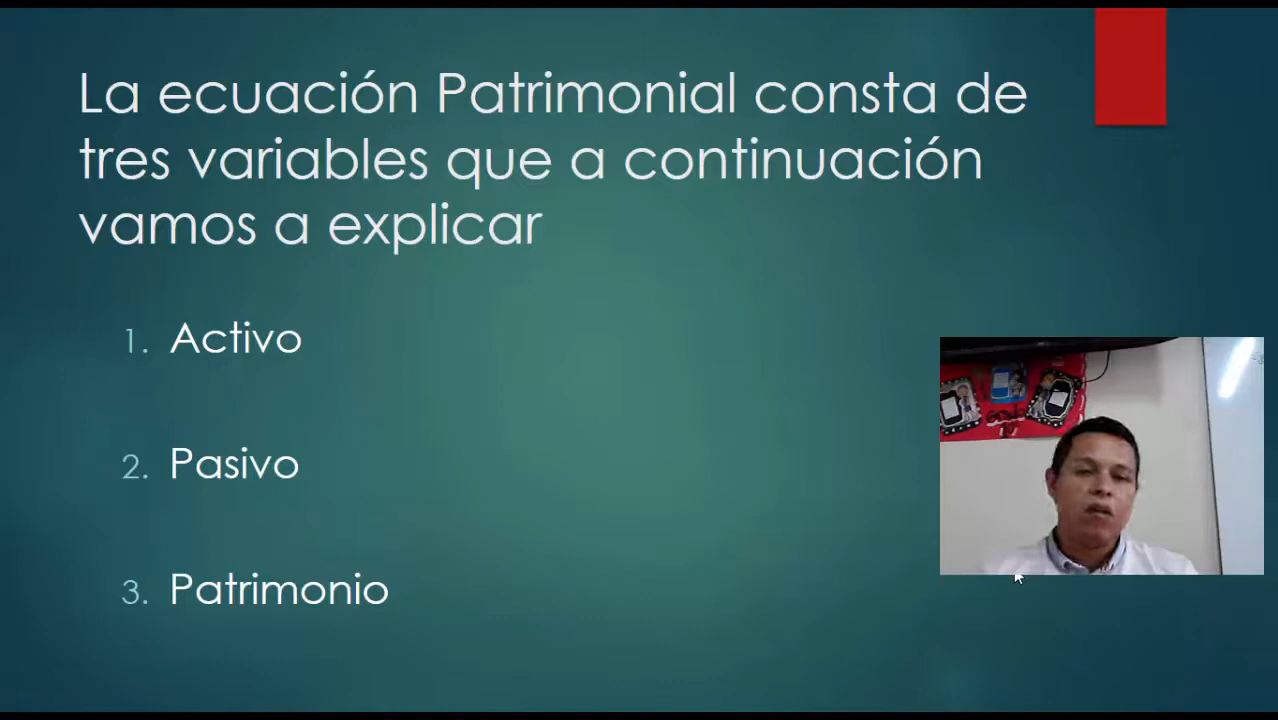 La ecuación Patrimonial consta de
tres variables que a continuación
vamos a explicar
1. Activo
2. Pasivo
3. Patrimonio